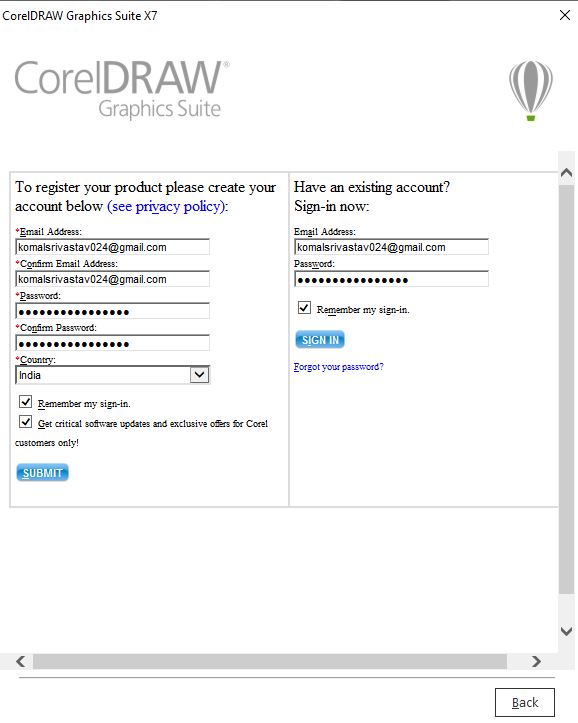 CorelDRAW Graphics Suite X7
CorelDRAW®
Graphics Suite
To register your product please create your
account below (see privacy policy):
*Email Address:
komalsrivastav024@gmail.com
*Confirm Email Address:
komalsrivastav024@gmail.com
*Password:
●●●●●●●●●●●●●●●●
*Confirm Password:
●●●●●●●●●●●●●●●●
*Country:
India
Remember my sign-in.
Get critical software updates and exclusive offers for Corel
customers only!
SUBMIT
Have an existing account?
Sign-in now:
Email Address:
komalsrivastav024@gmail.com
Password:
●●●●●●●●●●●●●●●●
Remember my sign-in.
SIGN IN
Forgot your password?
Back